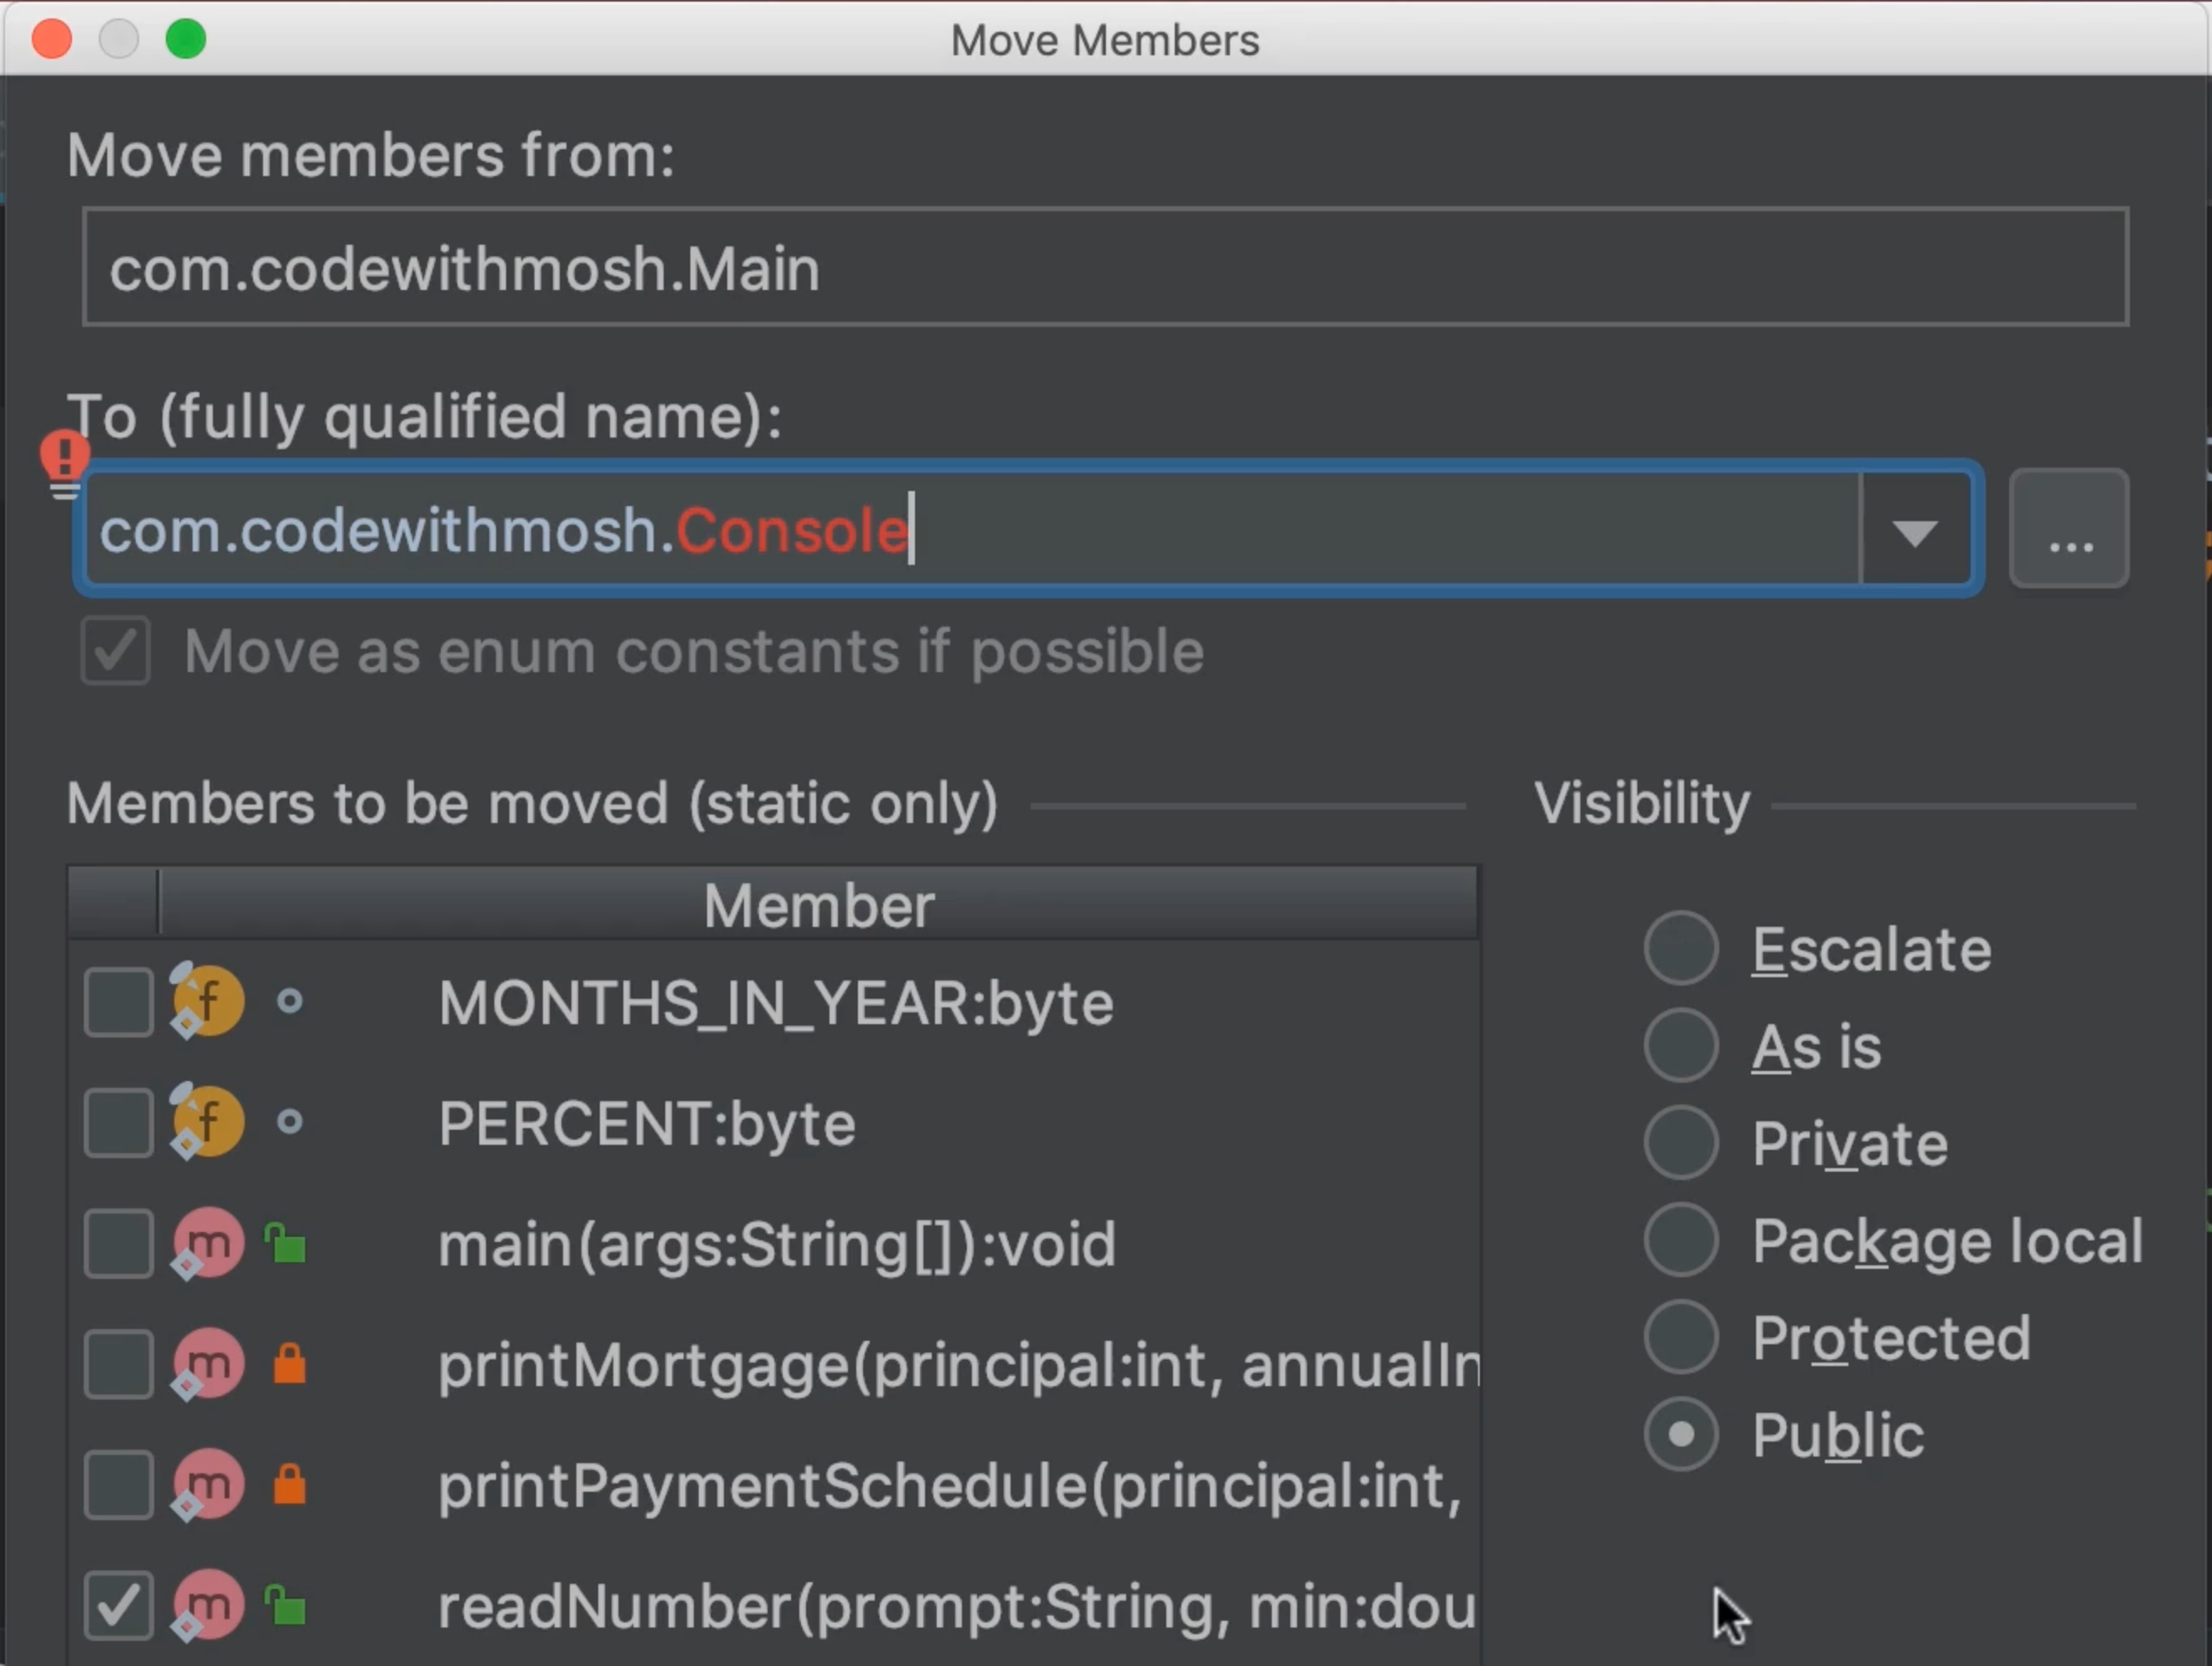 Move Members
Move members from:
com.codewithmosh.Main
To (fully qualified name):
com.codewithmosh.Console
...
Move as enum constants if possible
Members to be moved (static only)
Visibility
Member
MONTHS_IN_YEAR:byte
PERCENT:byte
main(args:String[]):void
printMortgage(principal:int, annualIn
printPaymentSchedule(principal:int,
readNumber(prompt:String, min:dou
Escalate
As is
Private
Package local
Protected
Public